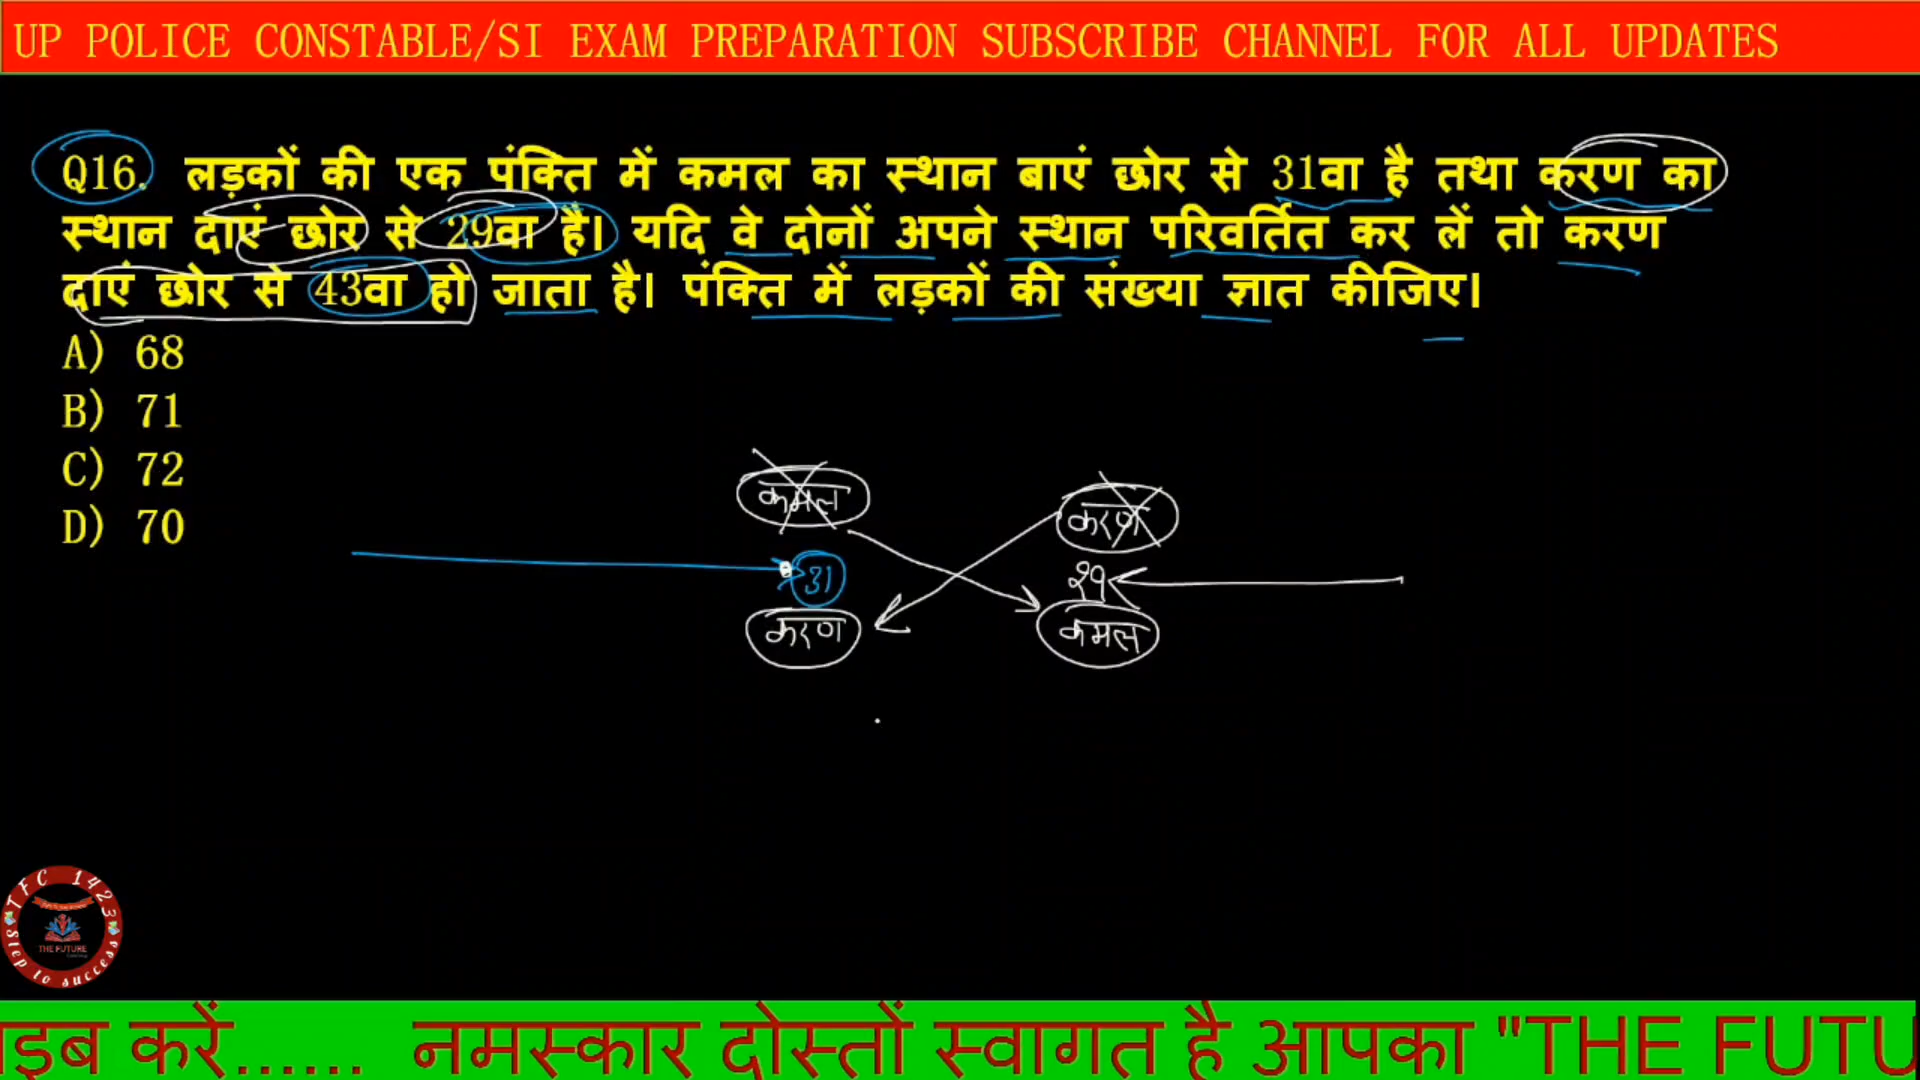 UP POLICE CONSTABLE/SI EXAM PREPARATION SUBSCRIBE CHANNEL FOR ALL UPDATES
Q16. लड़कों की एक पंक्ति में कमल का स्थान बाएं छोर से 31वा है तथा करण का
स्थान दाएं छोर से 29वा है। यदि वे दोनों अपने स्थान परिवर्तित कर लें तो करण
दाएं छोर से 43वा हो जाता है। पंक्ति में लड़कों की संख्या ज्ञात कीजिए।
A) 68
B) 71
C) 72
D) 70
कमल करण
31 29
करण कमल
TFC 1423
THE FUTURE
Step to success
इब करें...... नमस्कार दोस्तों स्वागत है आपका "THE FUTU